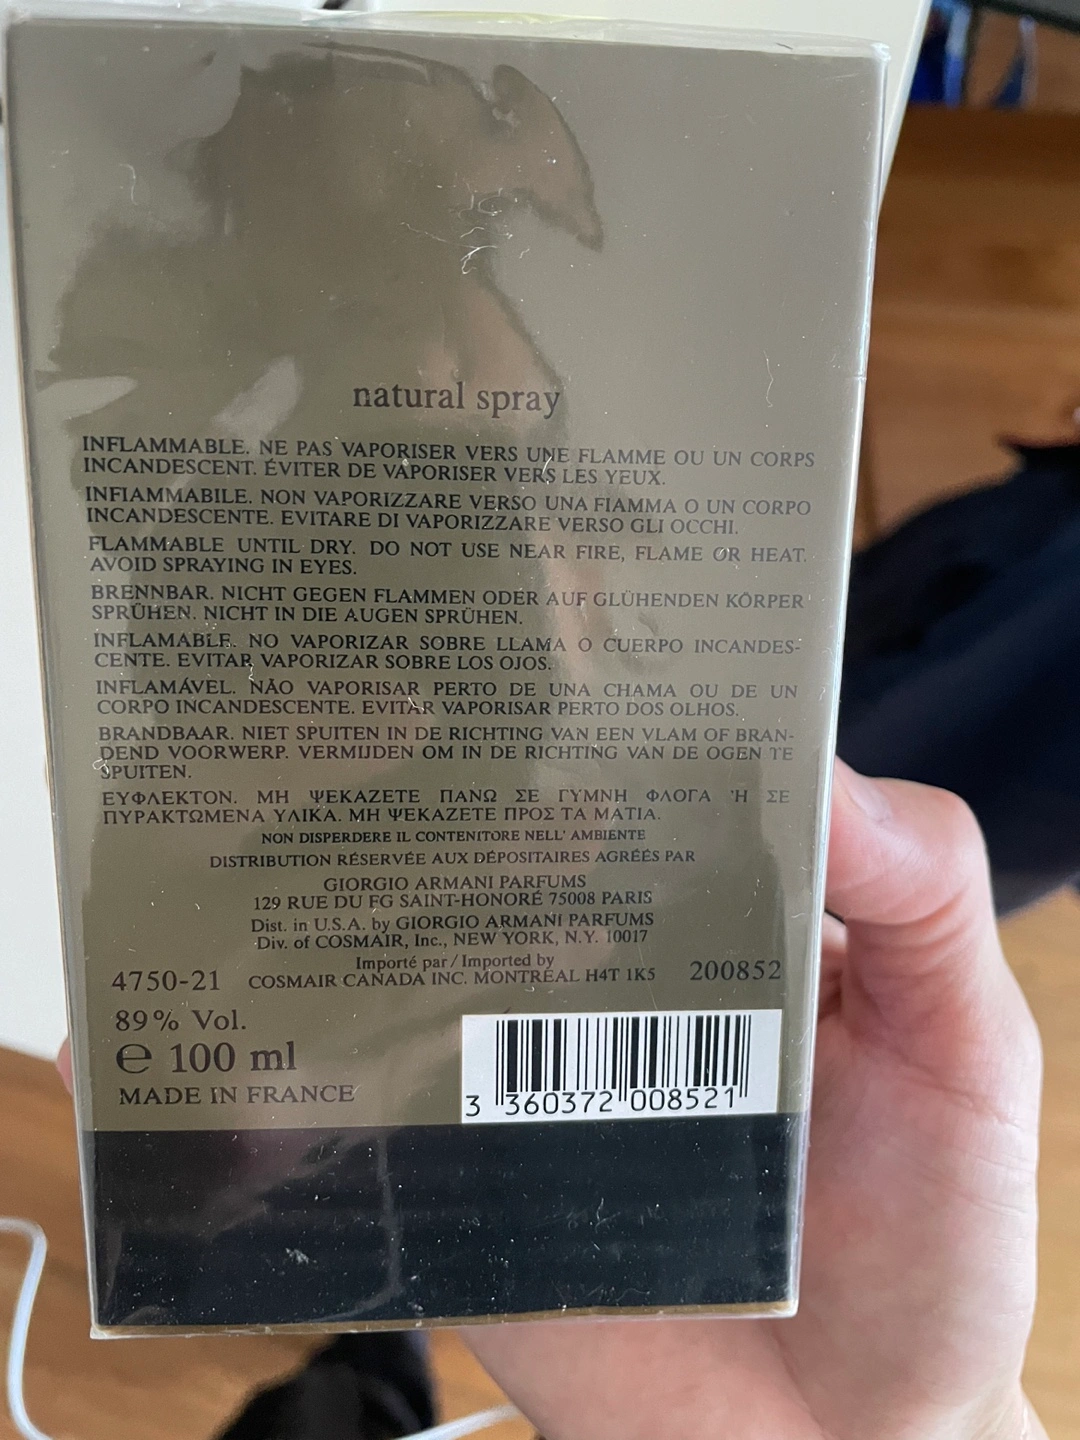 natural spray
INFLAMMABLE. NE PAS VAPORISER VERS UNE FLAMME OU UN CORPS
INCANDESCENT. ÉVITER DE VAPORISER VERS LES YEUX.
INFIAMMABILE. NON VAPORIZZARE VERSO UNA FIAMMA O UN CORPO
INCANDESCENTE. EVITARE DI VAPORIZZARE VERSO GLI OCCHI.
FLAMMABLE UNTIL DRY. DO NOT USE NEAR FIRE, FLAME OR HEAT.
AVOID SPRAYING IN EYES.
BRENNBAR. NICHT GEGEN FLAMMEN ODER AUF GLÜHENDEN KÖRPER
SPRÜHEN. NICHT IN DIE AUGEN SPRÜHEN.
INFLAMABLE. NO VAPORIZAR SOBRE LLAMA O CUERPO INCANDES-
CENTE. EVITAR VAPORIZAR SOBRE LOS OJOS.
INFLAMÁVEL. NÃO VAPORISAR PERTO DE UNA CHAMA OU DE UN
CORPO INCANDESCENTE. EVITAR VAPORISAR PERTO DOS OLHOS.
BRANDBAAR. NIET SPUITEN IN DE RICHTING VAN EEN VLAM OF BRAN-
DEND VOORWERP. VERMIJDEN OM IN DE RICHTING VAN DE OGEN TE
SPUITEN.
ΕΥΦΛΕΚΤΟΝ. ΜΗ ΨΕΚΑΖΕΤΕ ΠΑΝΩ ΣΕ ΓΥΜΝΗ ΦΛΟΓΑ Ή ΣΕ
ΠΥΡΑΚΤΩΜΕΝΑ ΥΛΙΚΑ. ΜΗ ΨΕΚΑΖΕΤΕ ΠΡΟΣ ΤΑ ΜΑΤΙΑ.
NON DISPERDERE IL CONTENITORE NELL' AMBIENTE
DISTRIBUTION RÉSERVÉE AUX DÉPOSITAIRES AGRÉÉS PAR
GIORGIO ARMANI PARFUMS
129 RUE DU FG SAINT-HONORÉ 75008 PARIS
Dist. in U.S.A. by GIORGIO ARMANI PARFUMS
Div. of COSMAIR, Inc., NEW YORK, N.Y. 10017
Importé par / Imported by
4750-21 COSMAIR CANADA INC. MONTRÉAL H4T 1K5 200852
89% Vol.
℮ 100 ml
MADE IN FRANCE
3 360372 008521